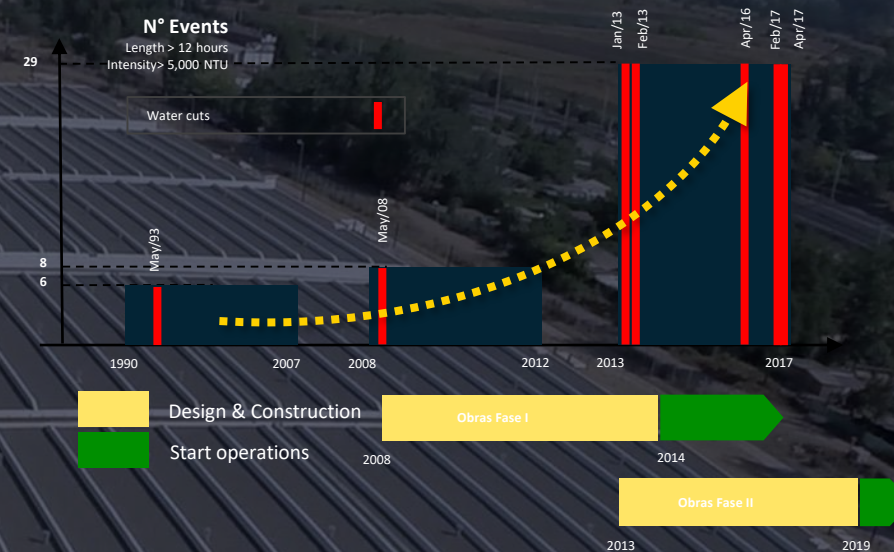 N° Events
Length > 12 hours
Intensity> 5,000 NTU
Water cuts
29
8
6
May/93
May/08
Jan/13
Feb/13
Apr/16
Feb/17
Apr/17
1990
2007
2008
2012
2013
2017
Design & Construction
Start operations
Obras Fase I
2008
2014
Obras Fase II
2013
2019